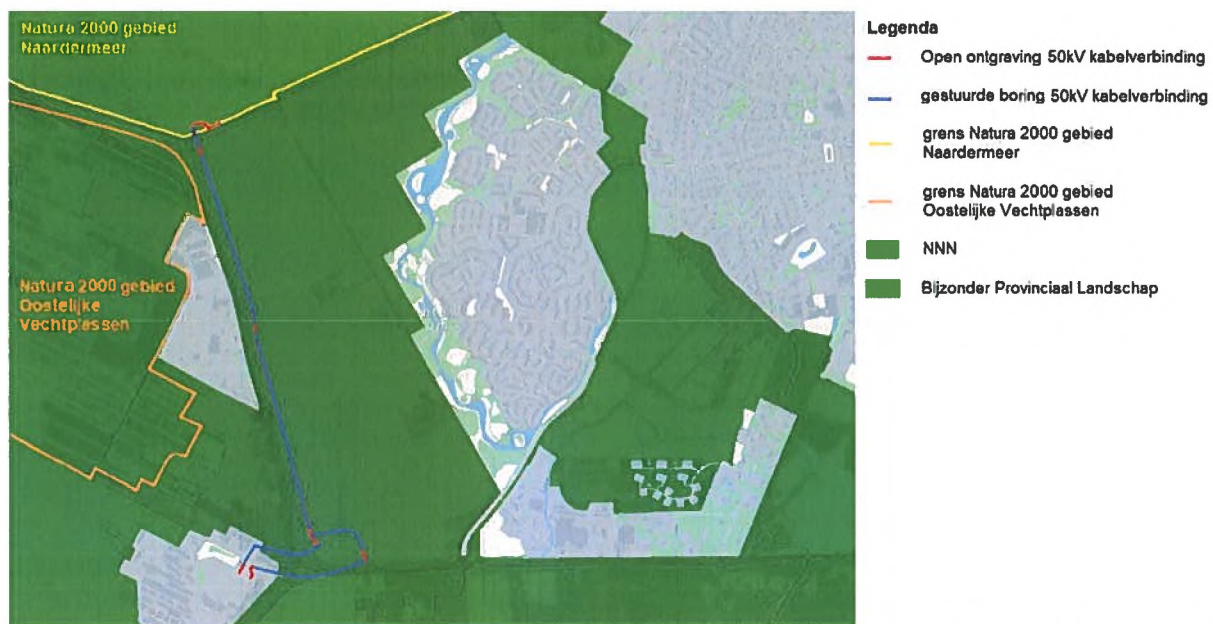 Natura 2000 gebied
Naardermeer
Natura 2000 gebied
Oostelijke
Vechtplassen
Legenda
Open ontgraving 50kV kabelverbinding
gestuurde boring 50kV kabelverbinding
grens Natura 2000 gebied
Naardermeer
grens Natura 2000 gebied
Oostelijke Vechtplassen
NNN
Bijzonder Provinciaal Landschap